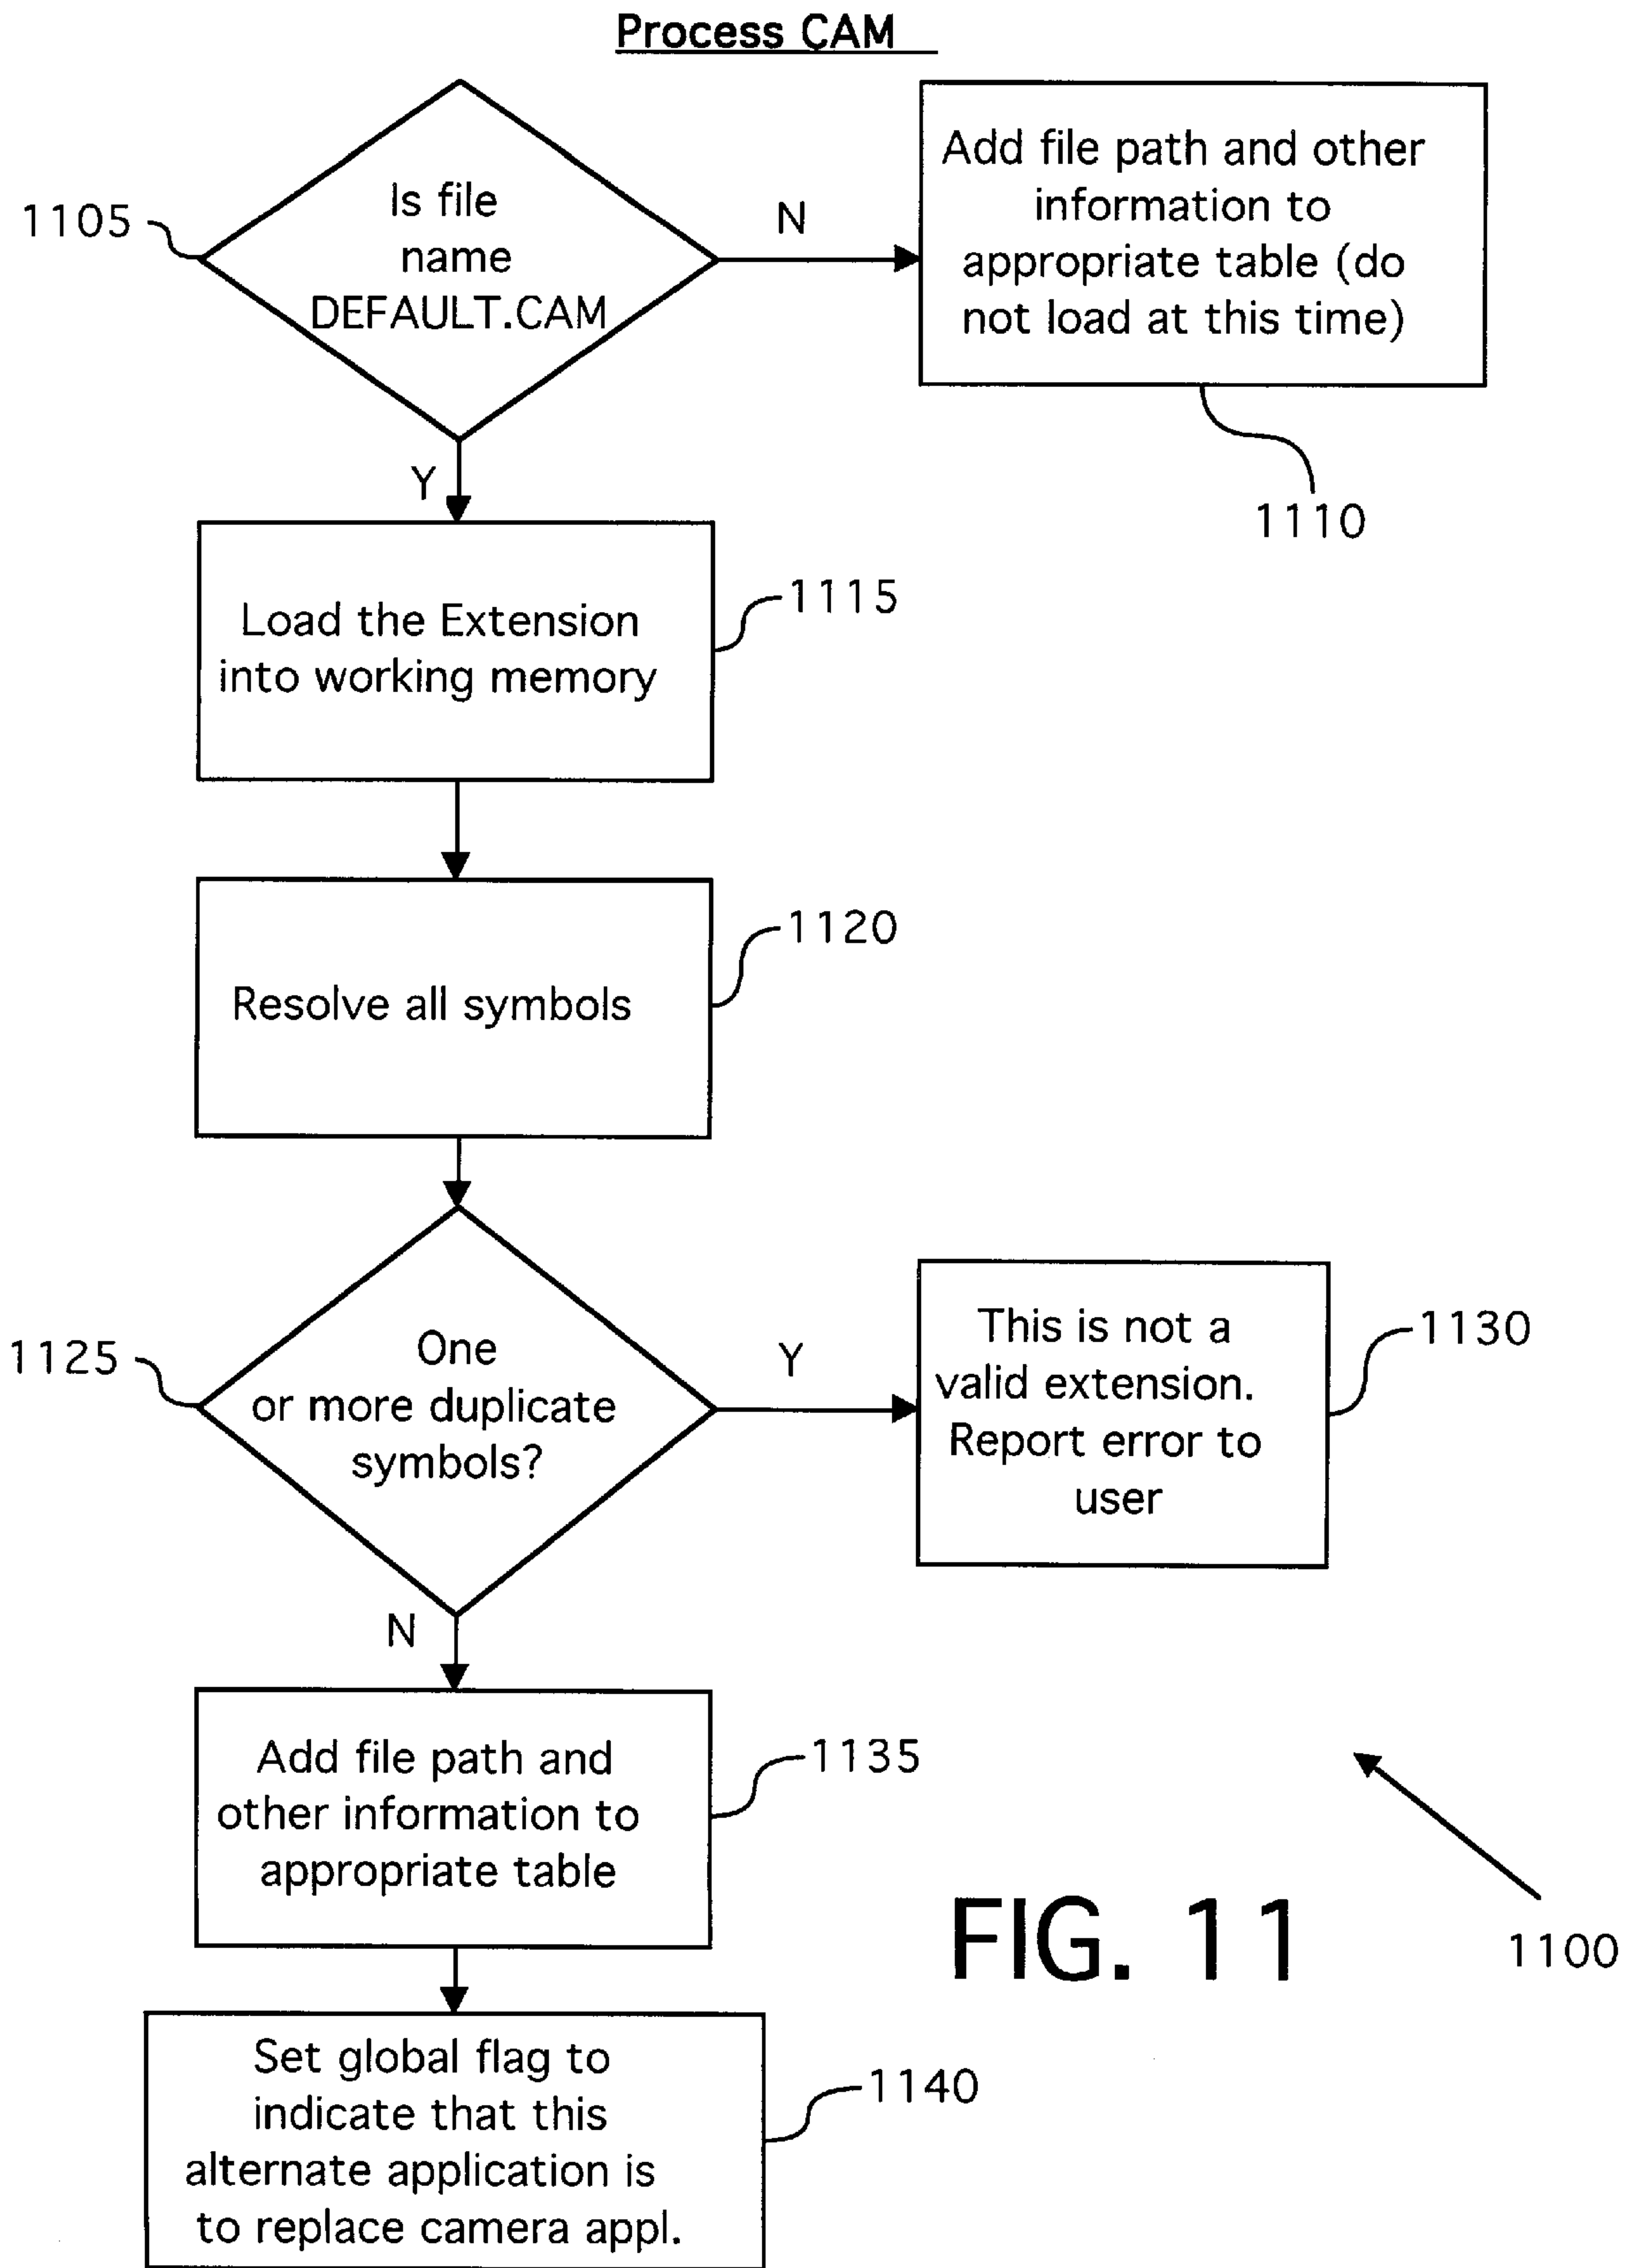 Process CAM
1105
Is file
name
DEFAULT.CAM
N
Add file path and other
information to
appropriate table (do
not load at this time)
1110
Y
Load the Extension
into working memory
1115
Resolve all symbols
1120
1125
One
or more duplicate
symbols?
Y
This is not a
valid extension.
Report error to
user
1130
N
Add file path and
other information to
appropriate table
1135
Set global flag to
indicate that this
alternate application is
to replace camera appl.
1140
FIG. 11
1100